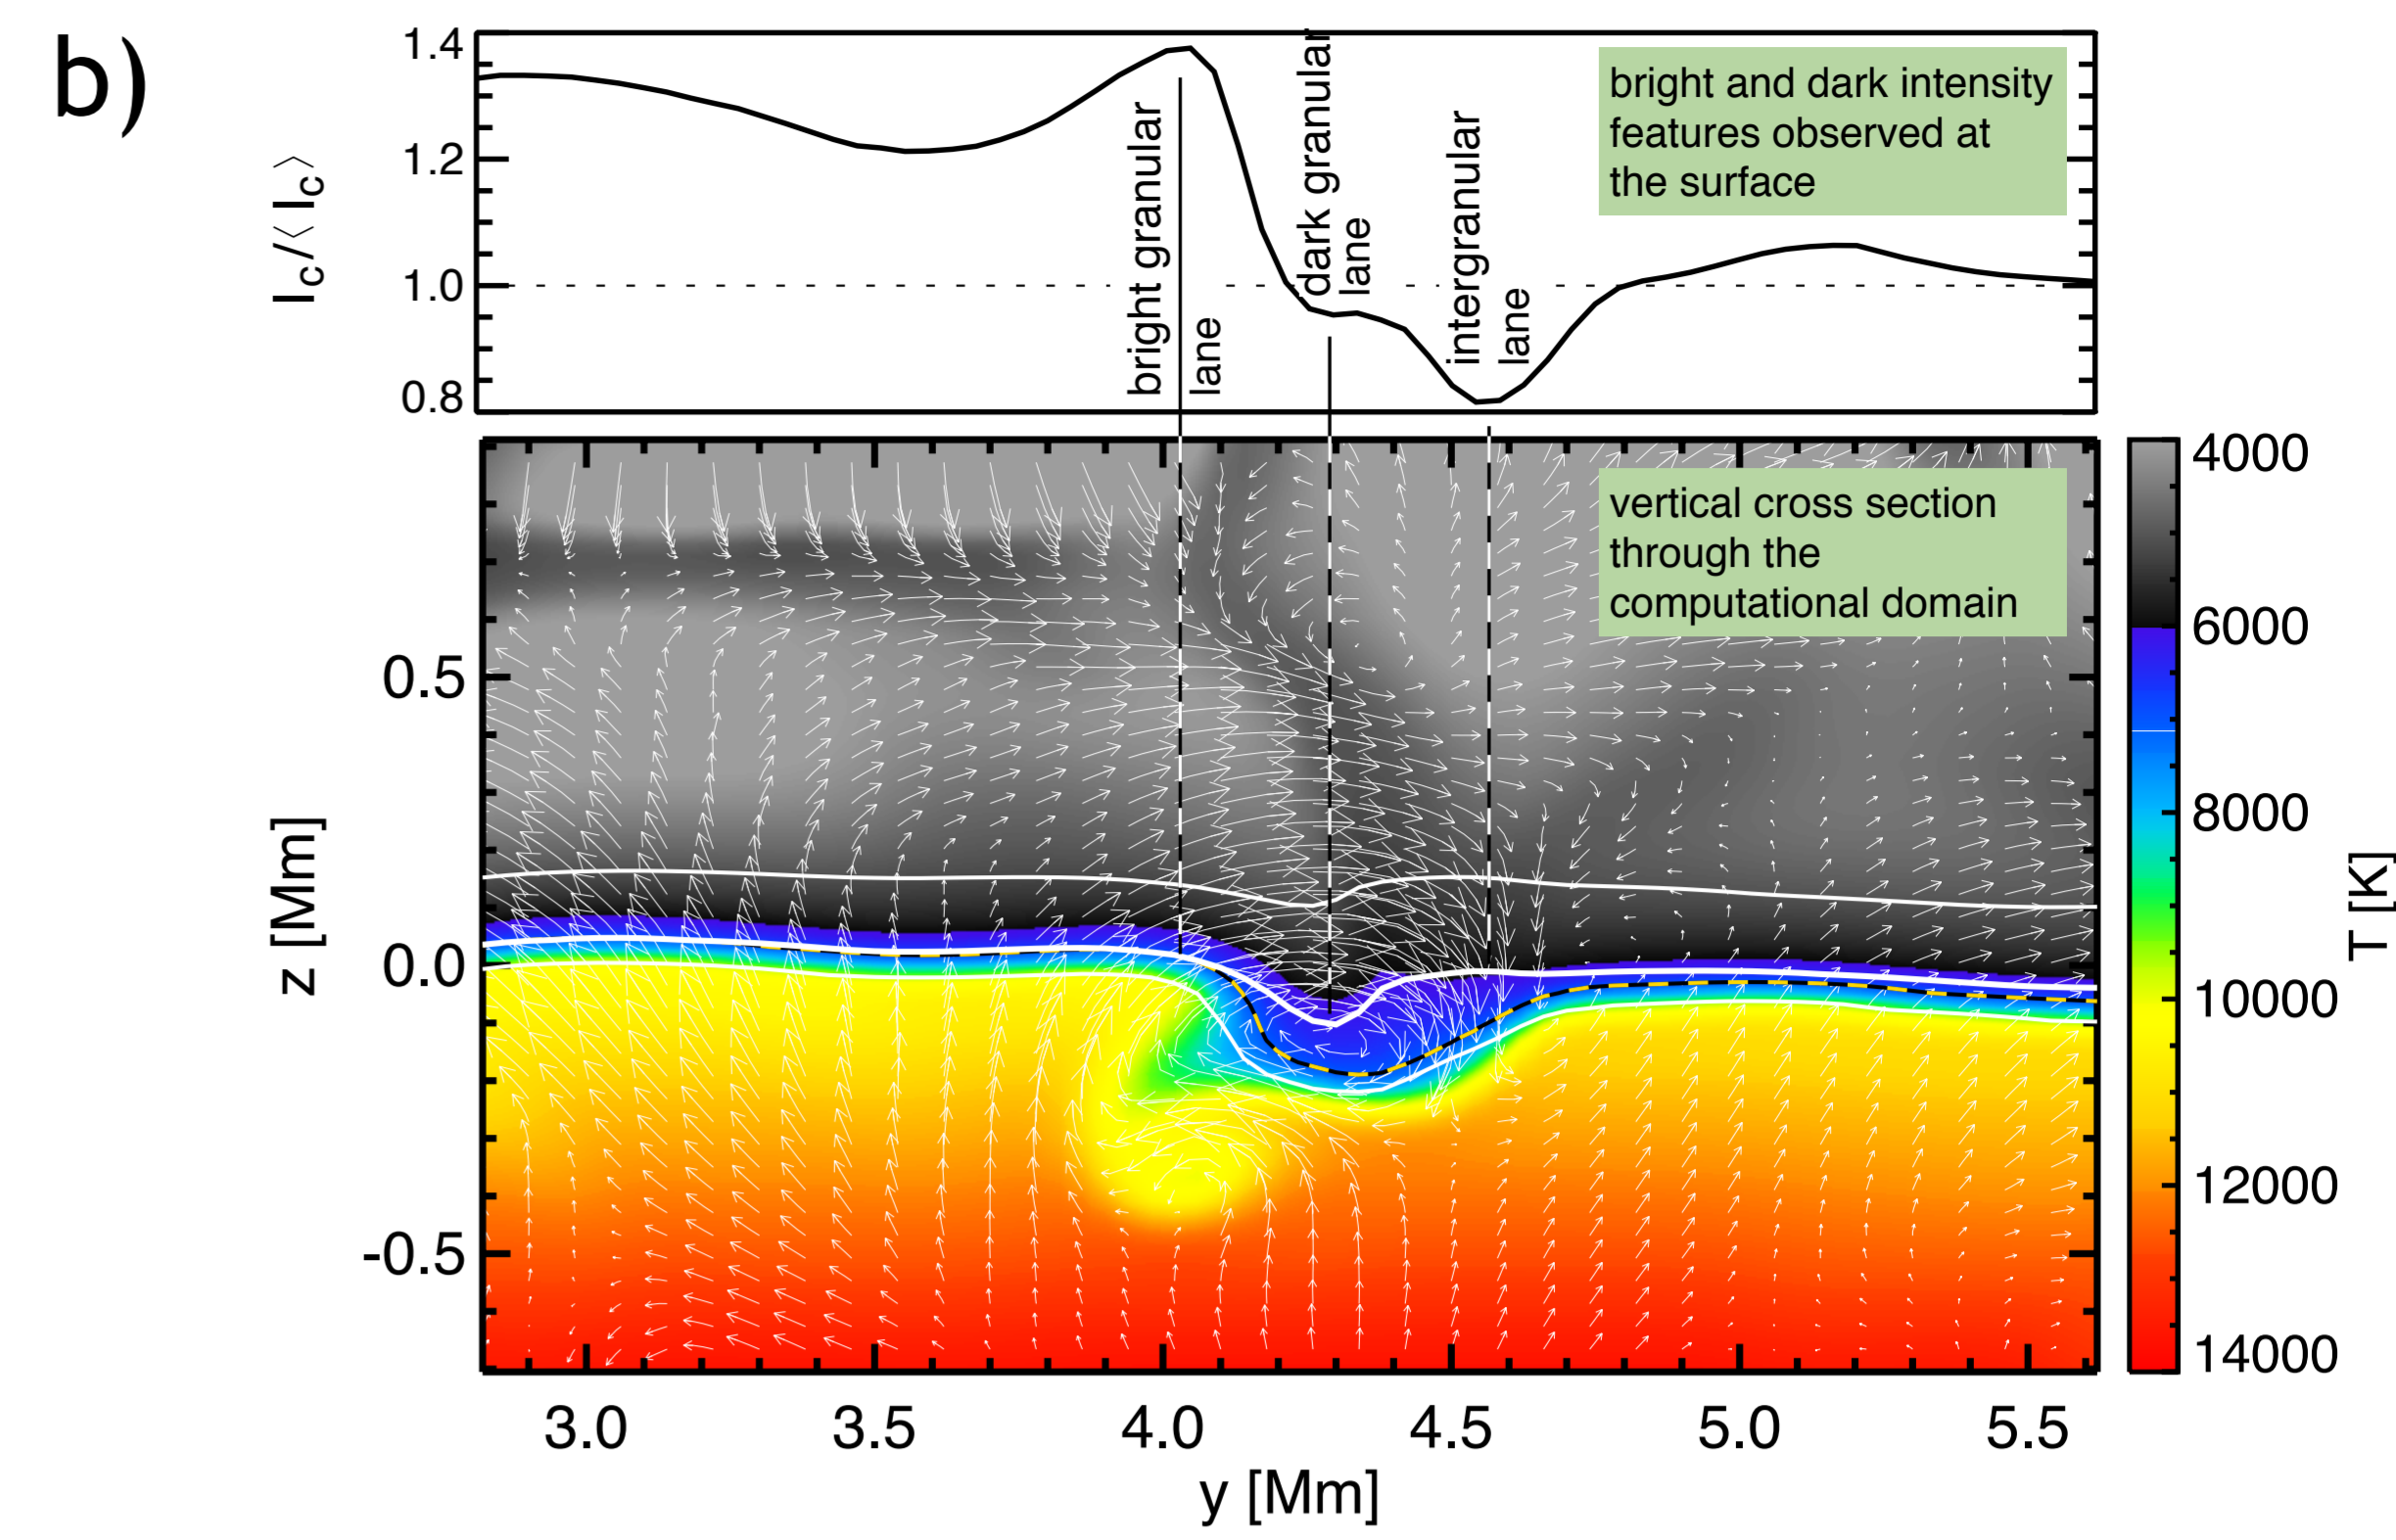 b)
I_c/⟨I_c⟩
1.4
1.2
1.0
0.8
bright granular
lane
dark granular
lane
intergranular
lane
bright and dark intensity
features observed at
the surface
vertical cross section
through the
computational domain
z [Mm]
0.5
0.0
-0.5
3.0 3.5 4.0 4.5 5.0 5.5
y [Mm]
4000
6000
8000
10000
12000
14000
T [K]